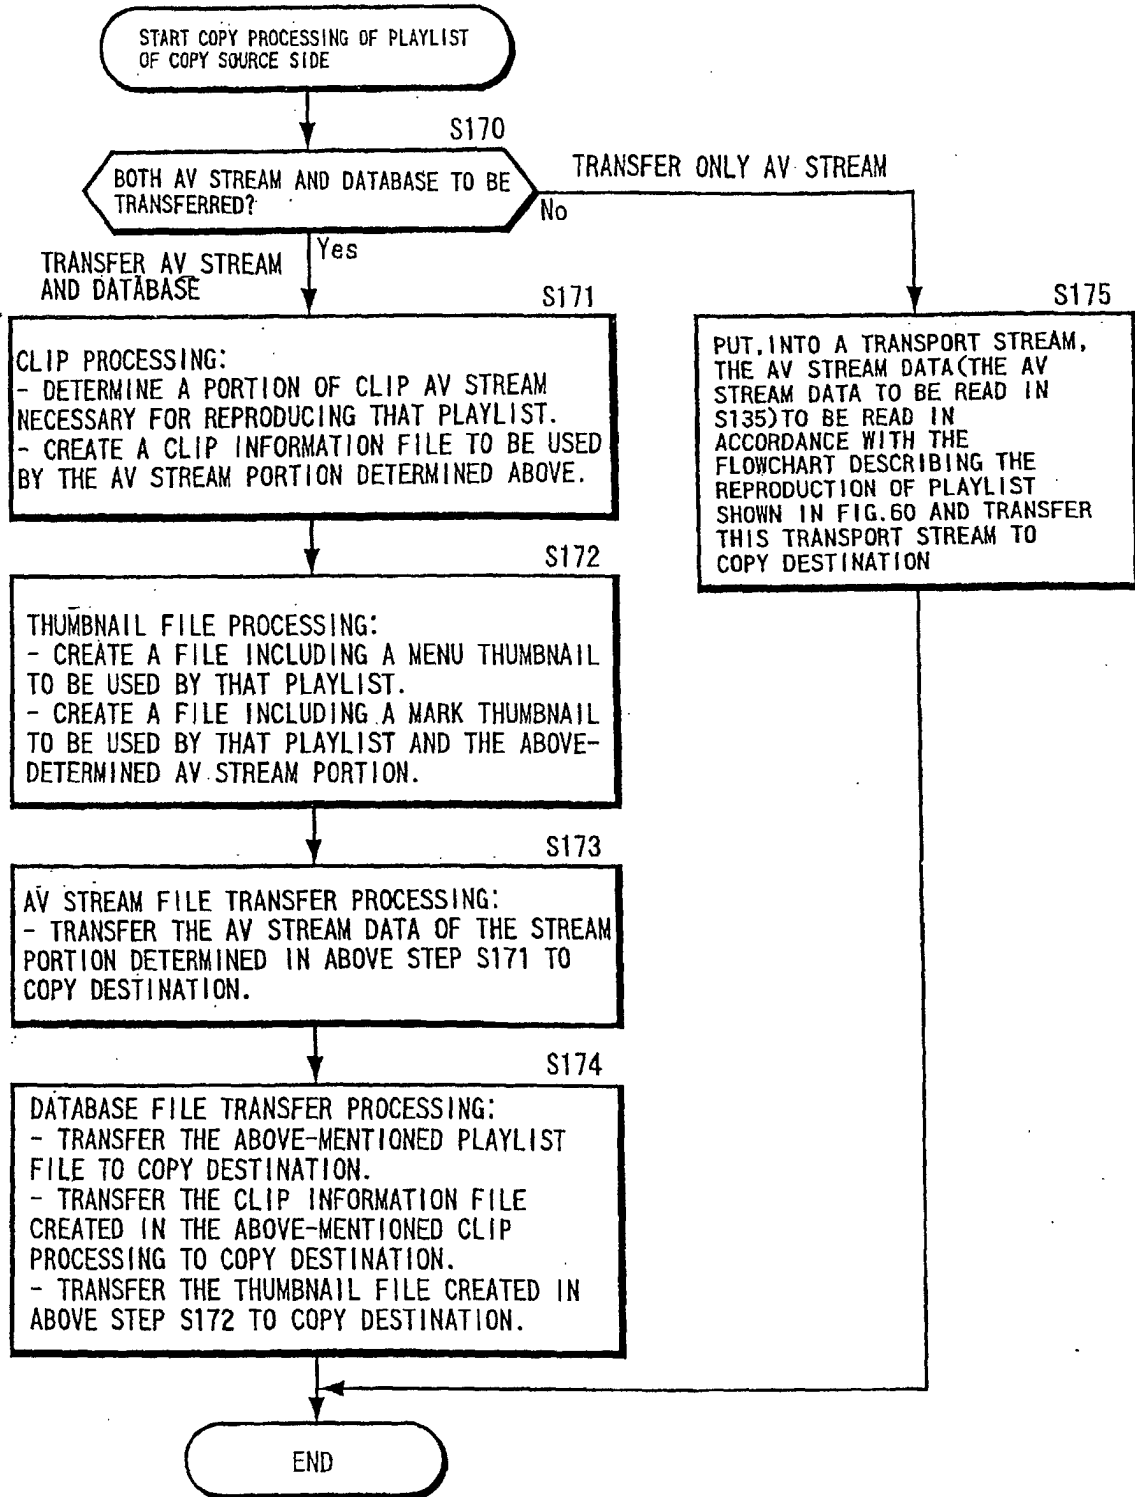 START COPY PROCESSING OF PLAYLIST
OF COPY SOURCE SIDE
S170
BOTH AV STREAM AND DATABASE TO BE
TRANSFERRED?
TRANSFER ONLY AV STREAM
No
Yes
TRANSFER AV STREAM
AND DATABASE
S171
CLIP PROCESSING:
- DETERMINE A PORTION OF CLIP AV STREAM
NECESSARY FOR REPRODUCING THAT PLAYLIST.
- CREATE A CLIP INFORMATION FILE TO BE USED
BY THE AV STREAM PORTION DETERMINED ABOVE.
S175
PUT, INTO A TRANSPORT STREAM,
THE AV STREAM DATA(THE AV
STREAM DATA TO BE READ IN
S135)TO BE READ IN
ACCORDANCE WITH THE
FLOWCHART DESCRIBING THE
REPRODUCTION OF PLAYLIST
SHOWN IN FIG.60 AND TRANSFER
THIS TRANSPORT STREAM TO
COPY DESTINATION
S172
THUMBNAIL FILE PROCESSING:
- CREATE A FILE INCLUDING A MENU THUMBNAIL
TO BE USED BY THAT PLAYLIST.
- CREATE A FILE INCLUDING A MARK THUMBNAIL
TO BE USED BY THAT PLAYLIST AND THE ABOVE-
DETERMINED AV STREAM PORTION.
S173
AV STREAM FILE TRANSFER PROCESSING:
- TRANSFER THE AV STREAM DATA OF THE STREAM
PORTION DETERMINED IN ABOVE STEP S171 TO
COPY DESTINATION.
S174
DATABASE FILE TRANSFER PROCESSING:
- TRANSFER THE ABOVE-MENTIONED PLAYLIST
FILE TO COPY DESTINATION.
- TRANSFER THE CLIP INFORMATION FILE
CREATED IN THE ABOVE-MENTIONED CLIP
PROCESSING TO COPY DESTINATION.
- TRANSFER THE THUMBNAIL FILE CREATED IN
ABOVE STEP S172 TO COPY DESTINATION.
END